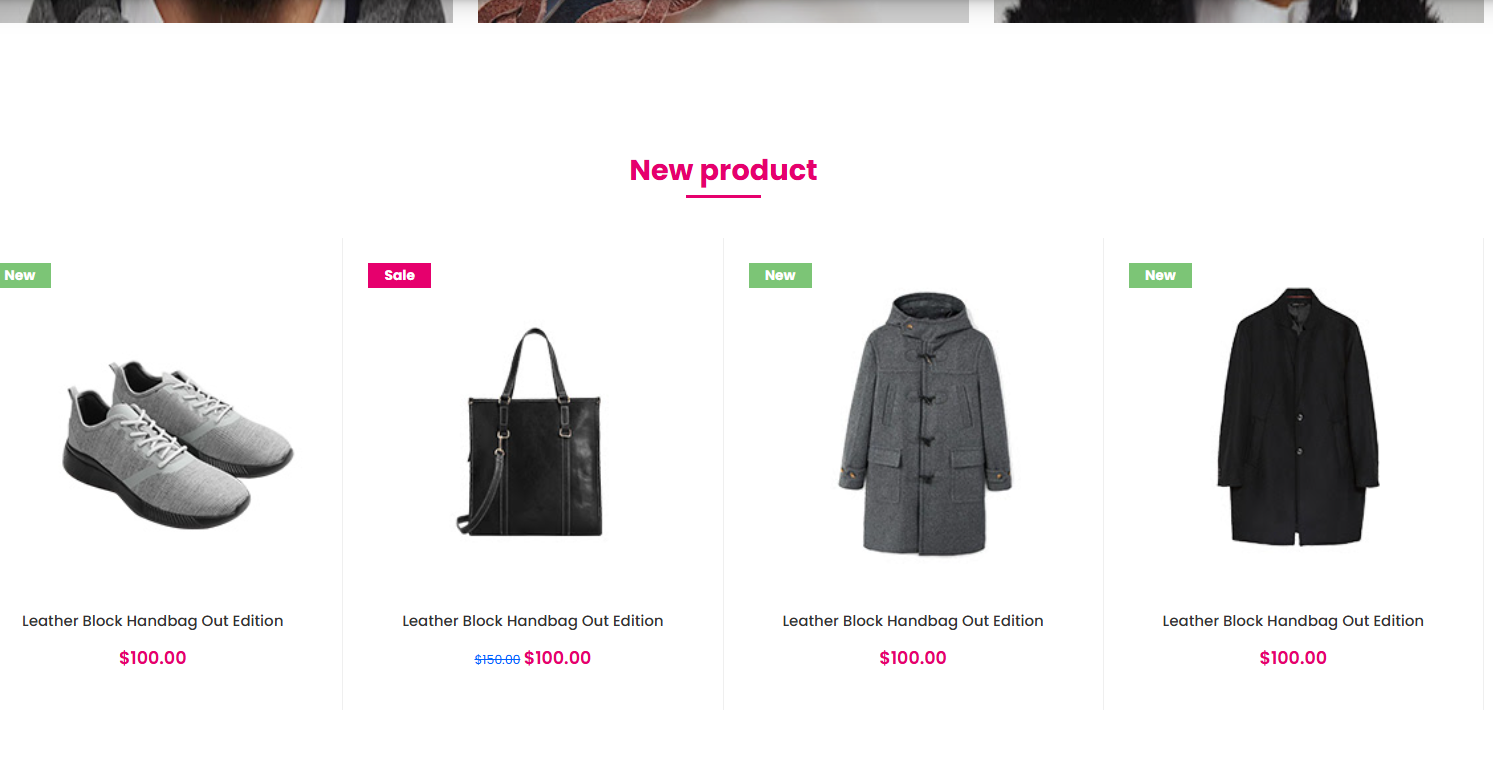 New product
New
Sale
New
New
Leather Block Handbag Out Edition
Leather Block Handbag Out Edition
Leather Block Handbag Out Edition
Leather Block Handbag Out Edition
$100.00
$150.00 $100.00
$100.00
$100.00